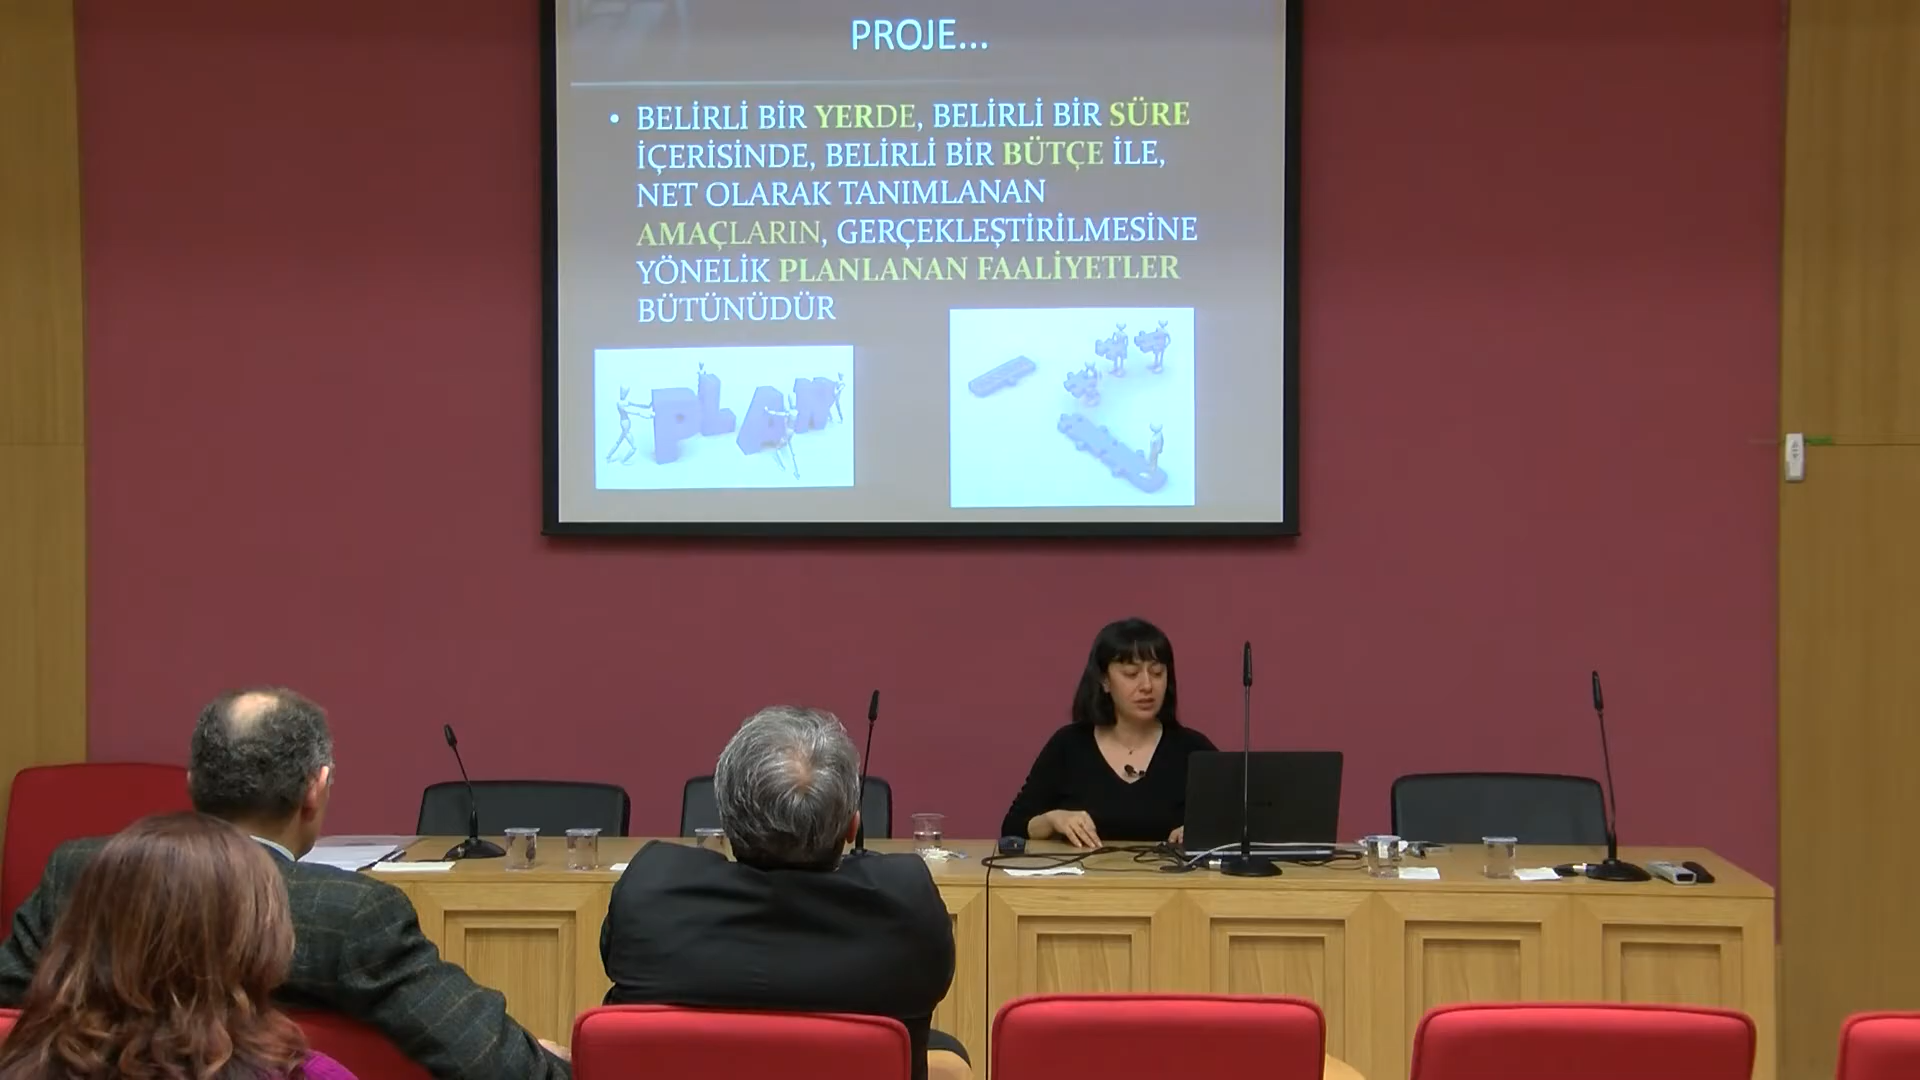 PROJE...
• BELİRLİ BİR YERDE, BELİRLİ BİR SÜRE
İÇERİSİNDE, BELİRLİ BİR BÜTÇE İLE,
NET OLARAK TANIMLANAN
AMAÇLARIN, GERÇEKLEŞTİRİLMESİNE
YÖNELİK PLANLANAN FAALİYETLER
BÜTÜNÜDÜR
PLAN